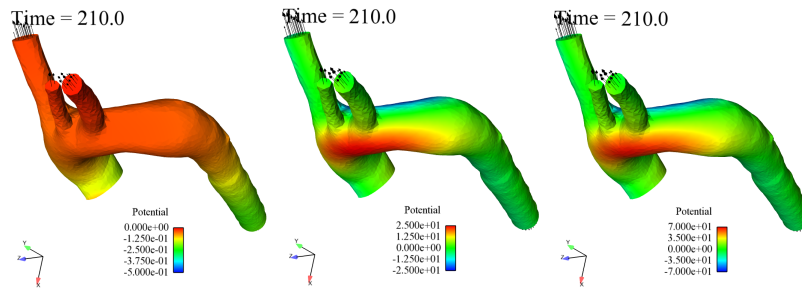 Time = 210.0
Potential
0.000e+00
-1.250e-01
-2.500e-01
-3.750e-01
-5.000e-01
Y
Z
X
Time = 210.0
Potential
2.500e+01
1.250e+01
0.000e+00
-1.250e+01
-2.500e+01
Y
Z
X
Time = 210.0
Potential
7.000e+01
3.500e+01
0.000e+00
-3.500e+01
-7.000e+01
Y
Z
X